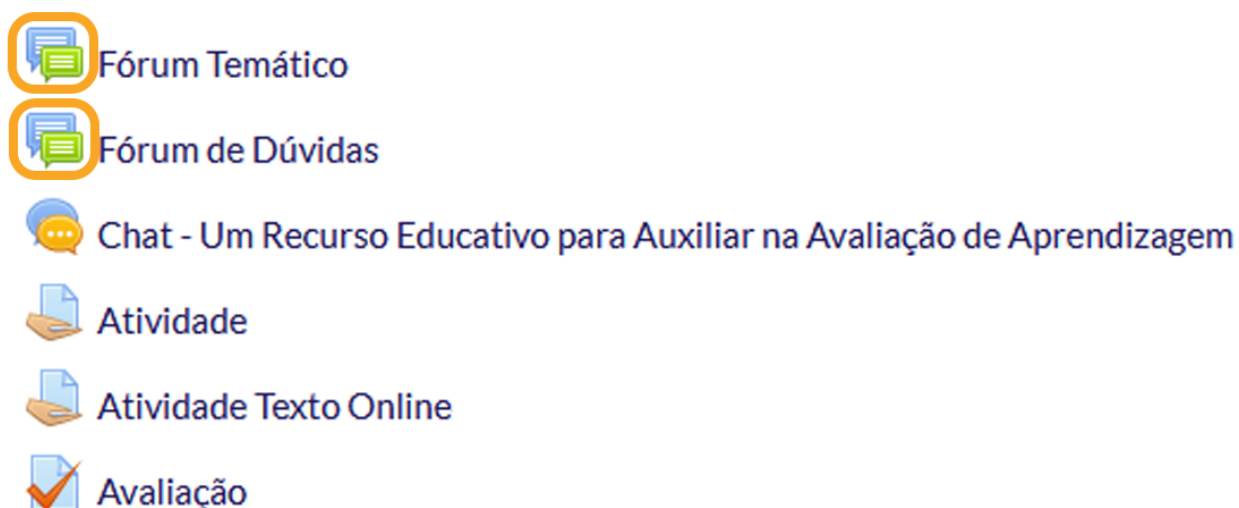 Fórum Temático
Fórum de Dúvidas
Chat - Um Recurso Educativo para Auxiliar na Avaliação de Aprendizagem
Atividade
Atividade Texto Online
Avaliação